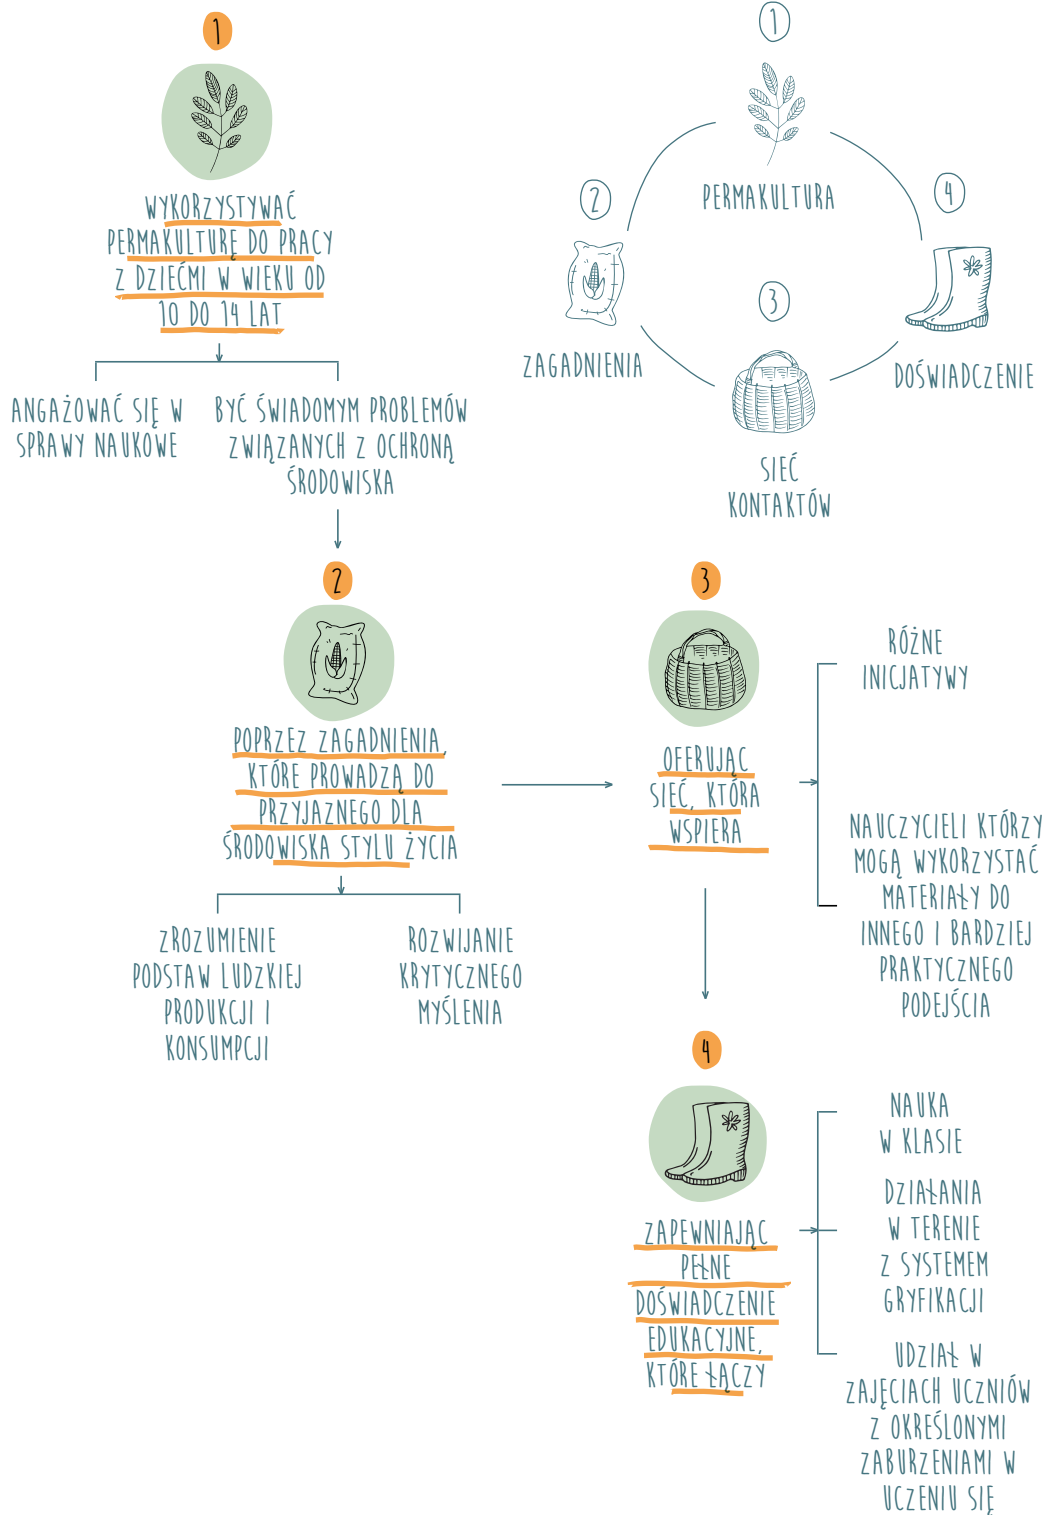 1
WYKORZYSTYWAĆ
PERMAKULTURĘ DO PRACY
Z DZIEĆMI W WIEKU OD
10 DO 14 LAT
ANGAŻOWAĆ SIĘ W
SPRAWY NAUKOWE
BYĆ ŚWIADOMYM PROBLEMÓW
ZWIĄZANYCH Z OCHRONĄ
ŚRODOWISKA
1
PERMAKULTURA
2
ZAGADNIENIA
3
SIEĆ
KONTAKTÓW
4
DOŚWIADCZENIE
2
POPRZEZ ZAGADNIENIA,
KTÓRE PROWADZĄ DO
PRZYJAZNEGO DLA
ŚRODOWISKA STYLU ŻYCIA
ZROZUMIENIE
PODSTAW LUDZKIEJ
PRODUKCJI I
KONSUMPCJI
ROZWIJANIE
KRYTYCZNEGO
MYŚLENIA
3
OFERUJĄC
SIEĆ, KTÓRA
WSPIERA
RÓŻNE
INICJATYWY
NAUCZYCIELI KTÓRZY
MOGĄ WYKORZYSTAĆ
MATERIAŁY DO
INNEGO I BARDZIEJ
PRAKTYCZNEGO
PODEJŚCIA
4
ZAPEWNIAJĄC
PEŁNE
DOŚWIADCZENIE
EDUKACYJNE,
KTÓRE ŁĄCZY
NAUKA
W KLASIE
DZIAŁANIA
W TERENIE
Z SYSTEMEM
GRYFIKACJI
UDZIAŁ W
ZAJĘCIACH UCZNIÓW
Z OKREŚLONYMI
ZABURZENIAMI W
UCZENIU SIĘ